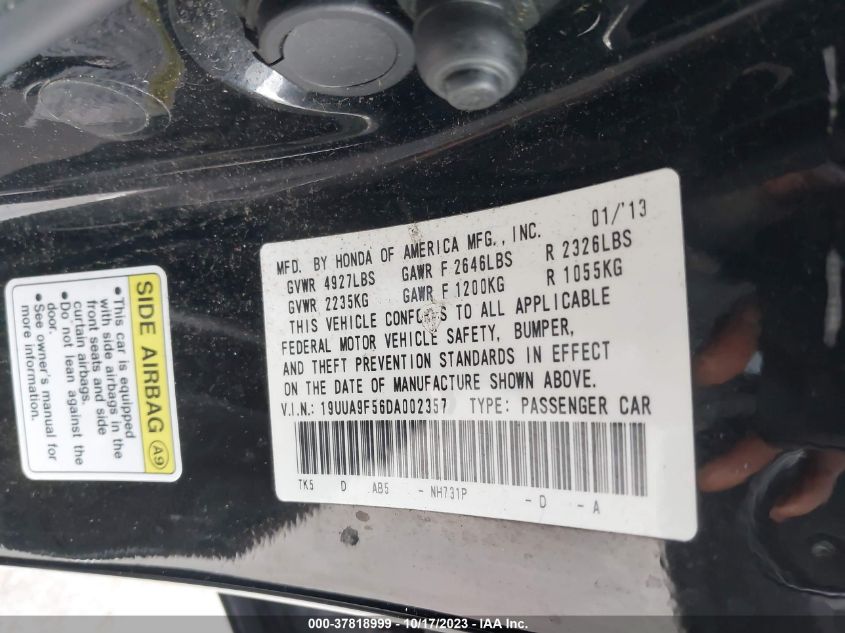 01/'13
MFD. BY HONDA OF AMERICA MFG., INC.
GVWR 4927LBS GAWR F 2646LBS R 2326LBS
GVWR 2235KG GAWR F 1200KG R 1055KG
THIS VEHICLE CONFORMS TO ALL APPLICABLE
FEDERAL MOTOR VEHICLE SAFETY, BUMPER,
AND THEFT PREVENTION STANDARDS IN EFFECT
ON THE DATE OF MANUFACTURE SHOWN ABOVE.
V.I.N.: 19UUA9F56DA002357 TYPE: PASSENGER CAR
TK5 D AB5 - NH731P - D - A
SIDE AIRBAG A9
•This car is equipped
with side airbags in the
front seats and side
curtain airbags.
•Do not lean against the
door.
•See owner's manual for
more information.
000-37818999 - 10/17/2023 - IAAI INC.